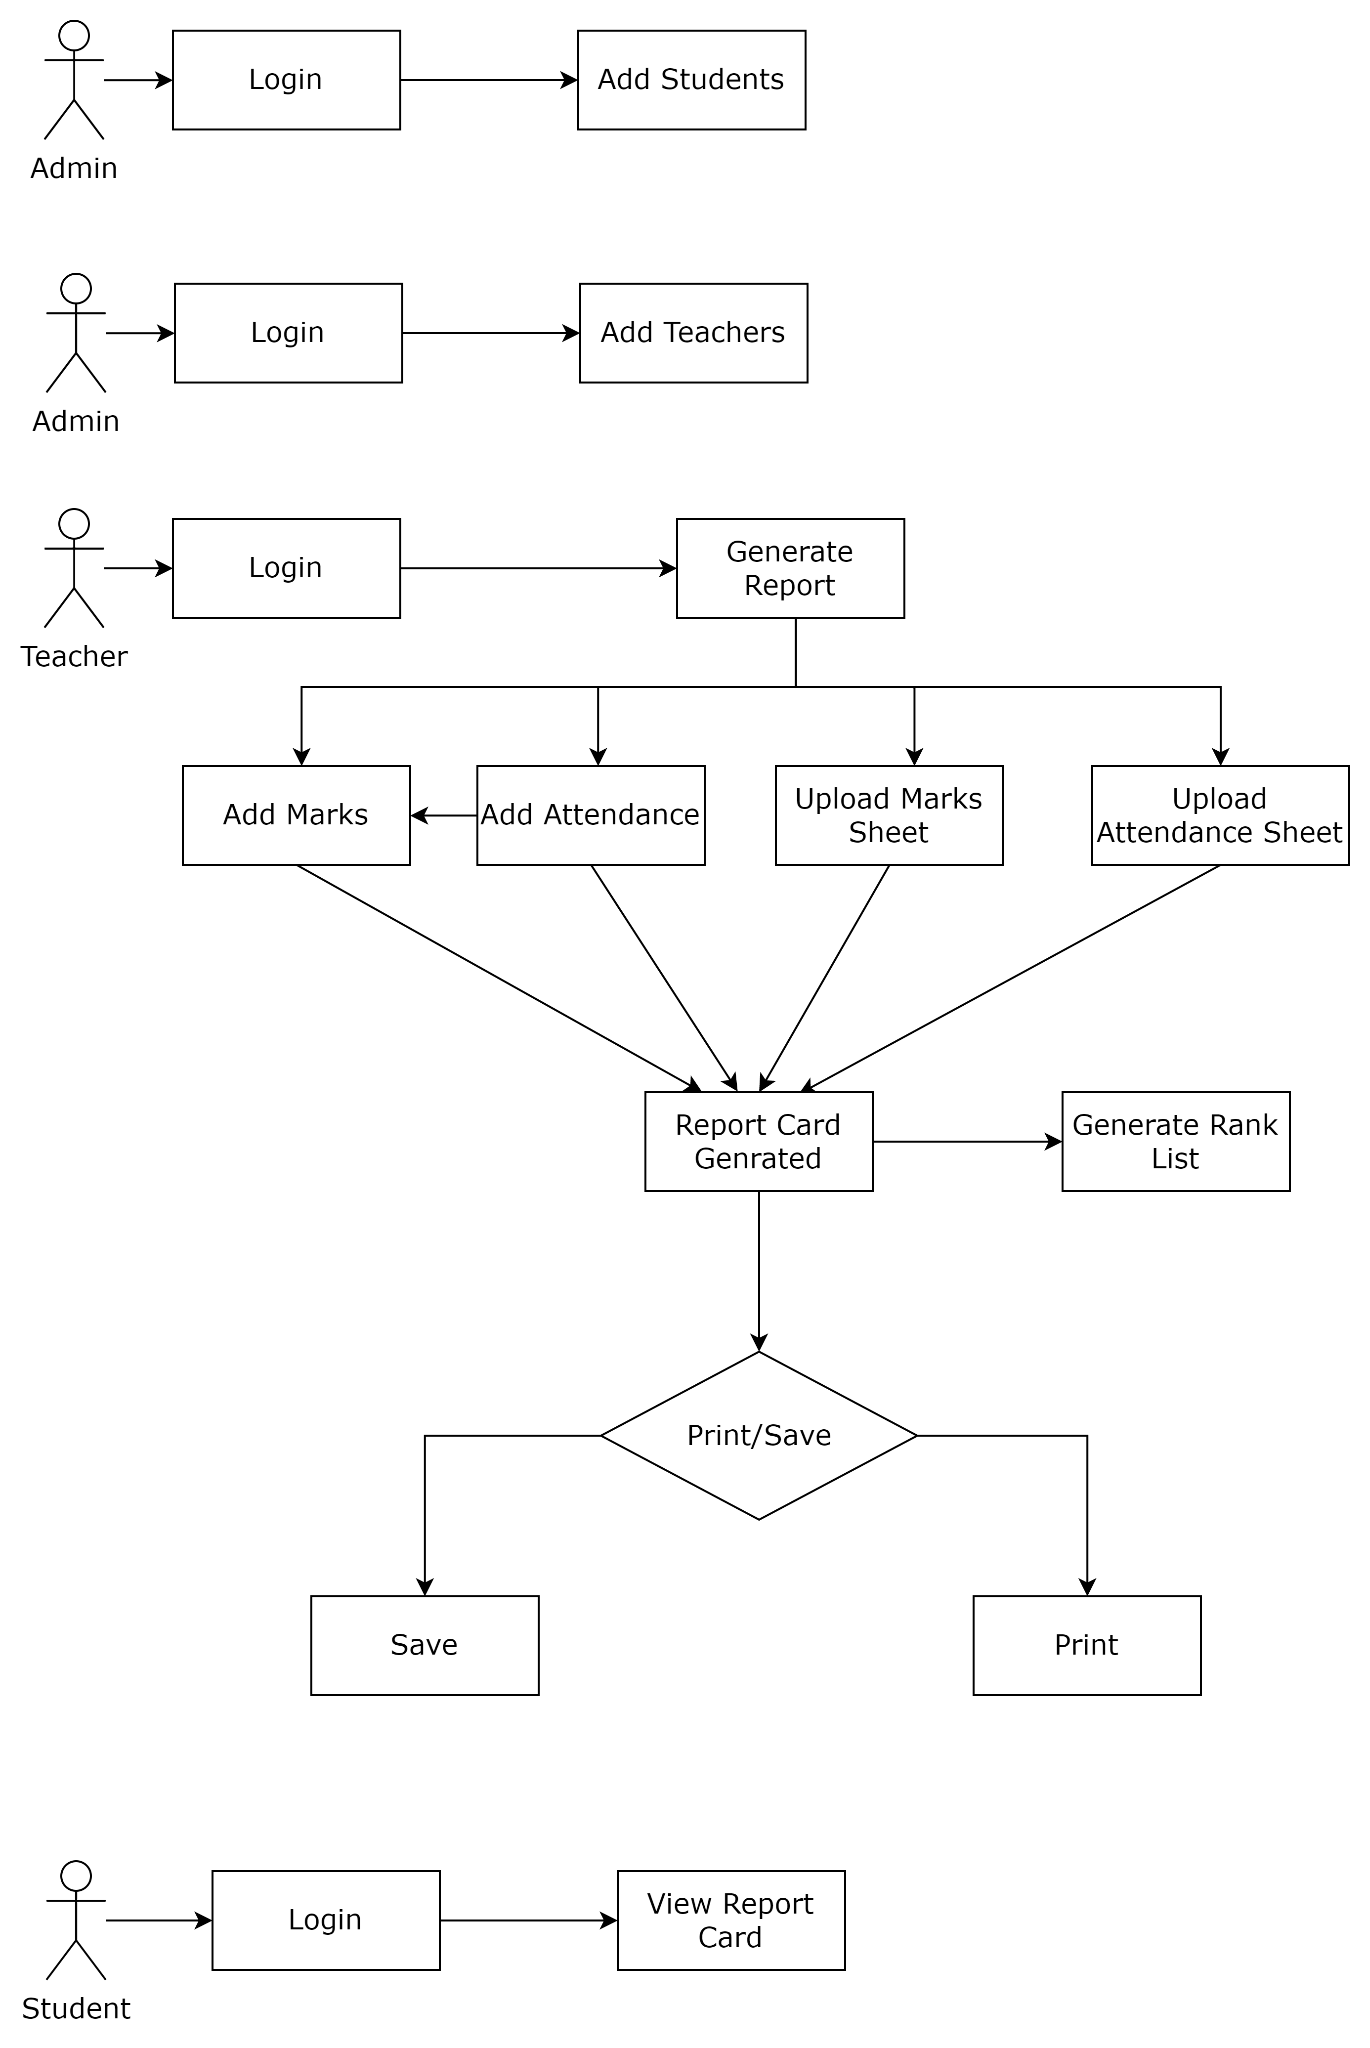 Login
Add Students
Admin
Login
Add Teachers
Admin
Login
Generate
Report
Teacher
Add Marks
Add Attendance
Upload Marks
Sheet
Upload
Attendance Sheet
Report Card
Genrated
Generate Rank
List
Print/Save
Save
Print
Login
View Report
Card
Student